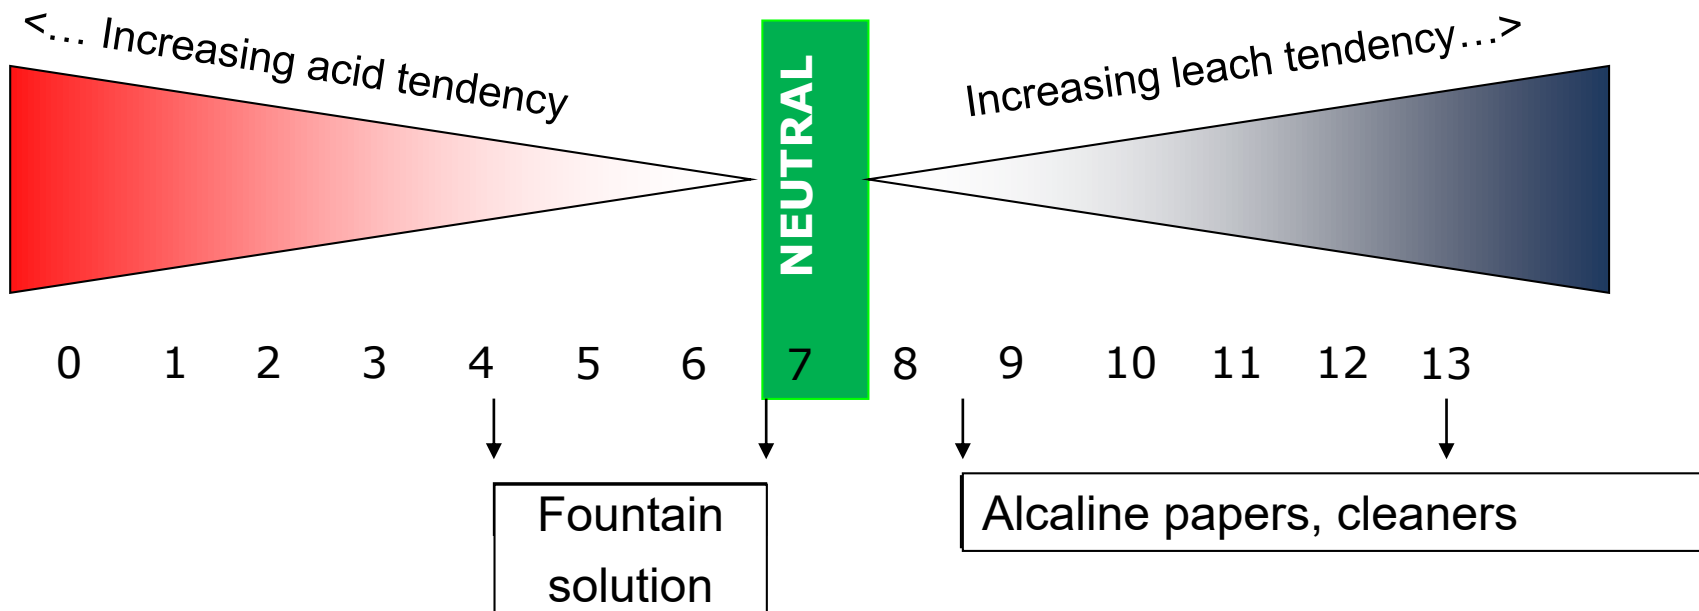 <… Increasing acid tendency
NEUTRAL
Increasing leach tendency…>
0 1 2 3 4 5 6 7 8 9 10 11 12 13
Fountain
solution
Alcaline papers, cleaners